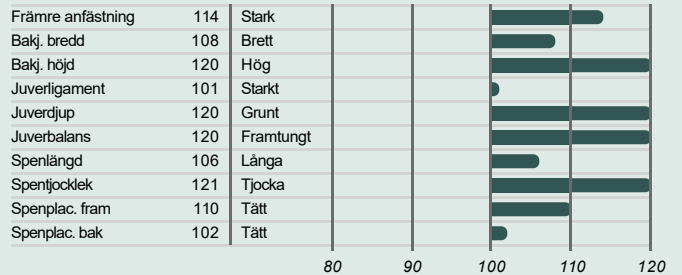 Främre anfästning 114 Stark
Bakj. bredd 108 Brett
Bakj. höjd 120 Hög
Juverligament 101 Starkt
Juverdjup 120 Grunt
Juverbalans 120 Framtungt
Spenlängd 106 Långa
Spentjocklek 121 Tjocka
Spenplac. fram 110 Tätt
Spenplac. bak 102 Tätt
80 90 100 110 120